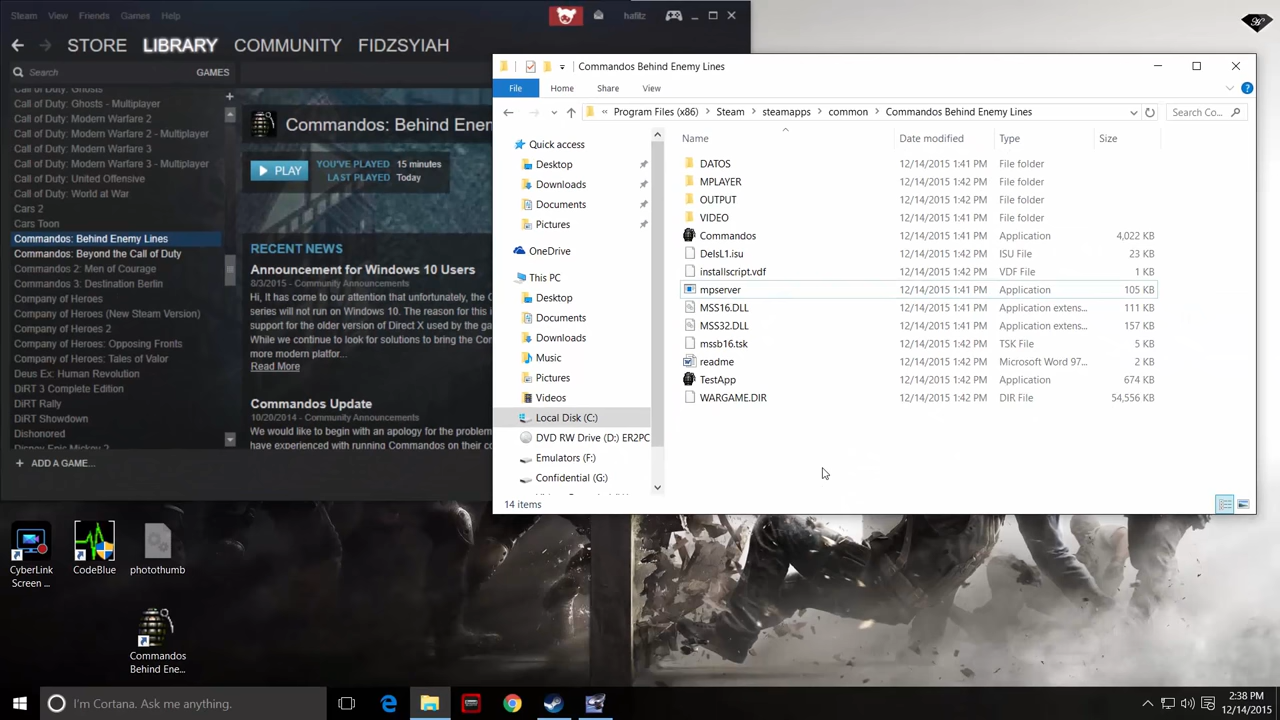 Steam View Friends Games Help
hafiiz
STORE LIBRARY COMMUNITY FIDZSYIAH
Search GAMES
Call of Duty: Ghosts
Call of Duty: Ghosts - Multiplayer
Call of Duty: Modern Warfare 2
Call of Duty: Modern Warfare 2 - Multiplayer
Call of Duty: Modern Warfare 3
Call of Duty: Modern Warfare 3 - Multiplayer
Call of Duty: United Offensive
Call of Duty: World at War
Cars 2
Cars Toon
Commandos: Behind Enemy Lines
Commandos: Beyond the Call of Duty
Commandos 2: Men of Courage
Commandos 3: Destination Berlin
Company of Heroes
Company of Heroes (New Steam Version)
Company of Heroes 2
Company of Heroes: Opposing Fronts
Company of Heroes: Tales of Valor
Deus Ex: Human Revolution
DiRT 3 Complete Edition
DiRT Rally
DiRT Showdown
Dishonored
Disney Epic Mickey 2
+ ADD A GAME...
Commandos: Behind En
PLAY
YOU'VE PLAYED 15 minutes
LAST PLAYED Today
RECENT NEWS
Announcement for Windows 10 Users
8/3/2015 - Community Announcements
Hi, It has come to our attention that unfortunately, the
series will not run on Windows 10. The reason for this
support for the older version of Direct X used by the ga
While we continue to look for solutions to bring the Com
more modern platfor...
Read More
Commandos Update
10/20/2014 - Community Announcements
We would like to begin with an apology for the problems
have experienced with running Commandos on their loc
Commandos Behind Enemy Lines
File Home Share View
« Program Files (x86) > Steam > steamapps > common > Commandos Behind Enemy Lines
Search Co...
Quick access
Desktop
Downloads
Documents
Pictures
OneDrive
This PC
Desktop
Documents
Downloads
Music
Pictures
Videos
Local Disk (C:)
DVD RW Drive (D:) ER2PC
Emulators (F:)
Confidential (G:)
Name Date modified Type Size
DATOS 12/14/2015 1:41 PM File folder
MPLAYER 12/14/2015 1:42 PM File folder
OUTPUT 12/14/2015 1:42 PM File folder
VIDEO 12/14/2015 1:42 PM File folder
Commandos 12/14/2015 1:41 PM Application 4,022 KB
DelsL1.isu 12/14/2015 1:41 PM ISU File 23 KB
installscript.vdf 12/14/2015 1:42 PM VDF File 1 KB
mpserver 12/14/2015 1:41 PM Application 105 KB
MSS16.DLL 12/14/2015 1:42 PM Application extens... 111 KB
MSS32.DLL 12/14/2015 1:42 PM Application extens... 157 KB
mssb16.tsk 12/14/2015 1:42 PM TSK File 5 KB
readme 12/14/2015 1:42 PM Microsoft Word 97... 2 KB
TestApp 12/14/2015 1:42 PM Application 674 KB
WARGAME.DIR 12/14/2015 1:42 PM DIR File 54,556 KB
14 items
CyberLink
Screen ...
CodeBlue
photothumb
Commandos
Behind Ene...
I'm Cortana. Ask me anything.
2:38 PM
12/14/2015